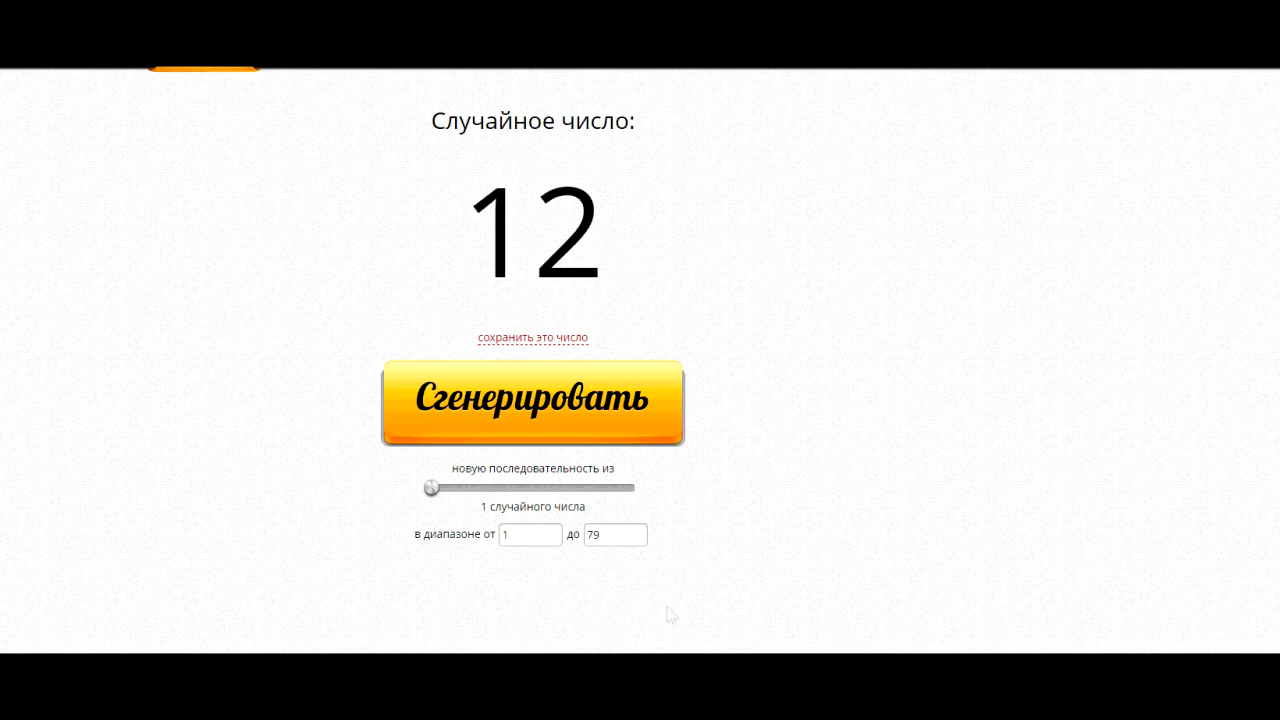 Случайное число:
12
сохранить это число
Сгенерировать
новую последовательность из
1 случайного числа
в диапазоне от 1 до 79